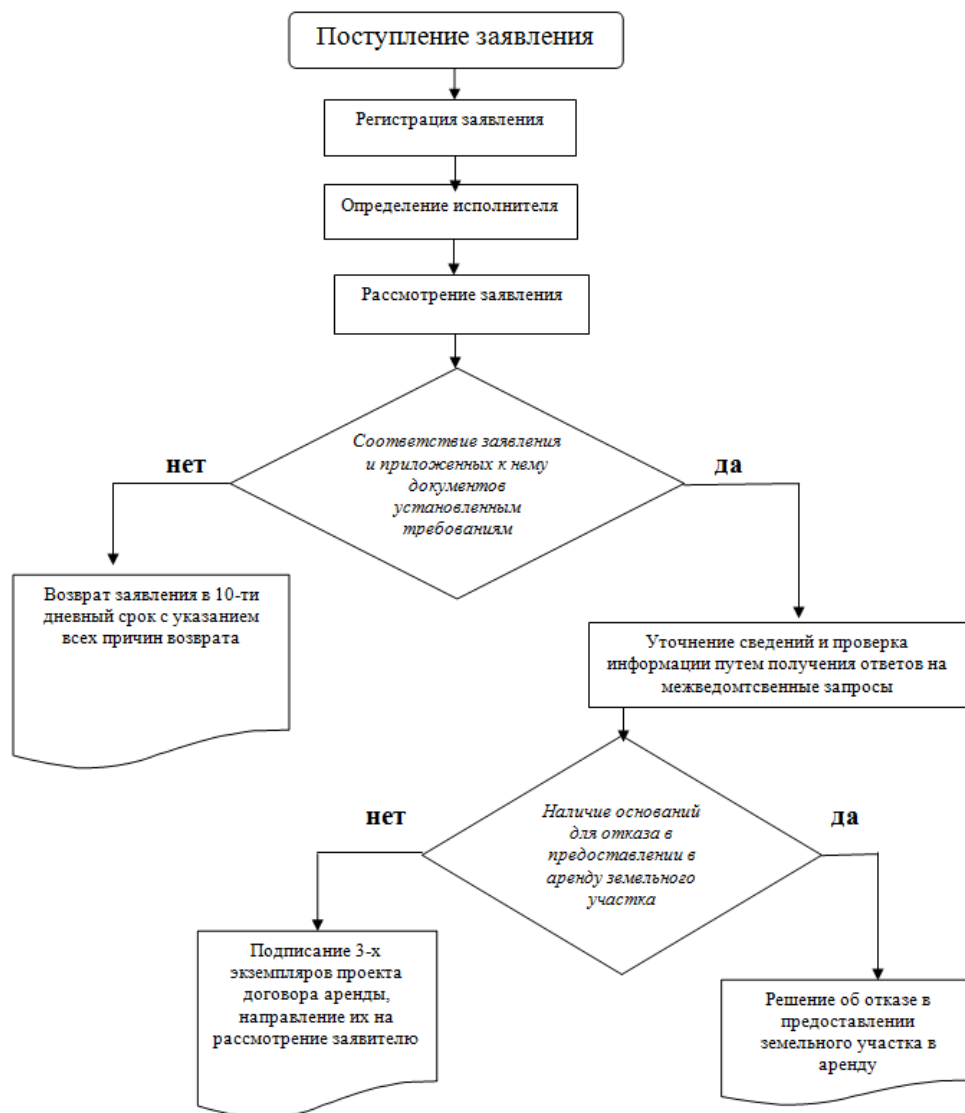 Поступление заявления
Регистрация заявления
Определение исполнителя
Рассмотрение заявления
Соответствие заявления
и приложенных к нему
документов
установленным
требованиям
нет
да
Возврат заявления в 10-ти
дневный срок с указанием
всех причин возврата
Уточнение сведений и проверка
информации путем получения ответов на
межведомтсвенные запросы
Наличие оснований
для отказа в
предоставлении в
аренду земельного
участка
нет
да
Подписание 3-х
экземпляров проекта
договора аренды,
направление их на
рассмотрение заявителю
Решение об отказе в
предоставлении
земельного участка в
аренду